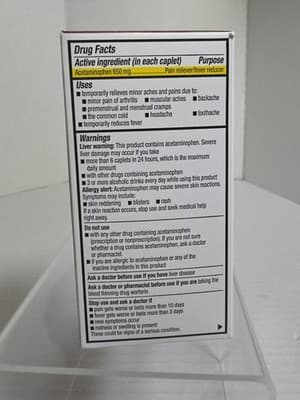 Drug Facts
Active ingredient (in each caplet) Purpose
Acetaminophen 650 mg Pain reliever/fever reducer
Uses
■ temporarily relieves minor aches and pains due to:
■ minor pain of arthritis ■ muscular aches ■ backache
■ premenstrual and menstrual cramps
■ the common cold ■ headache ■ toothache
■ temporarily reduces fever
Warnings
Liver warning: This product contains acetaminophen. Severe
liver damage may occur if you take
■ more than 6 caplets in 24 hours, which is the maximum
daily amount
■ with other drugs containing acetaminophen
■ 3 or more alcoholic drinks every day while using this product
Allergy alert: Acetaminophen may cause severe skin reactions.
Symptoms may include:
■ skin reddening ■ blisters ■ rash
If a skin reaction occurs, stop use and seek medical help
right away.
Do not use
■ with any other drug containing acetaminophen
(prescription or nonprescription). If you are not sure
whether a drug contains acetaminophen, ask a doctor
or pharmacist.
■ if you are allergic to acetaminophen or any of the
inactive ingredients in this product
Ask a doctor before use if you have liver disease
Ask a doctor or pharmacist before use if you are taking the
blood thinning drug warfarin
Stop use and ask a doctor if
■ pain gets worse or lasts more than 10 days
■ fever gets worse or lasts more than 3 days
■ new symptoms occur
■ redness or swelling is present
These could be signs of a serious condition.